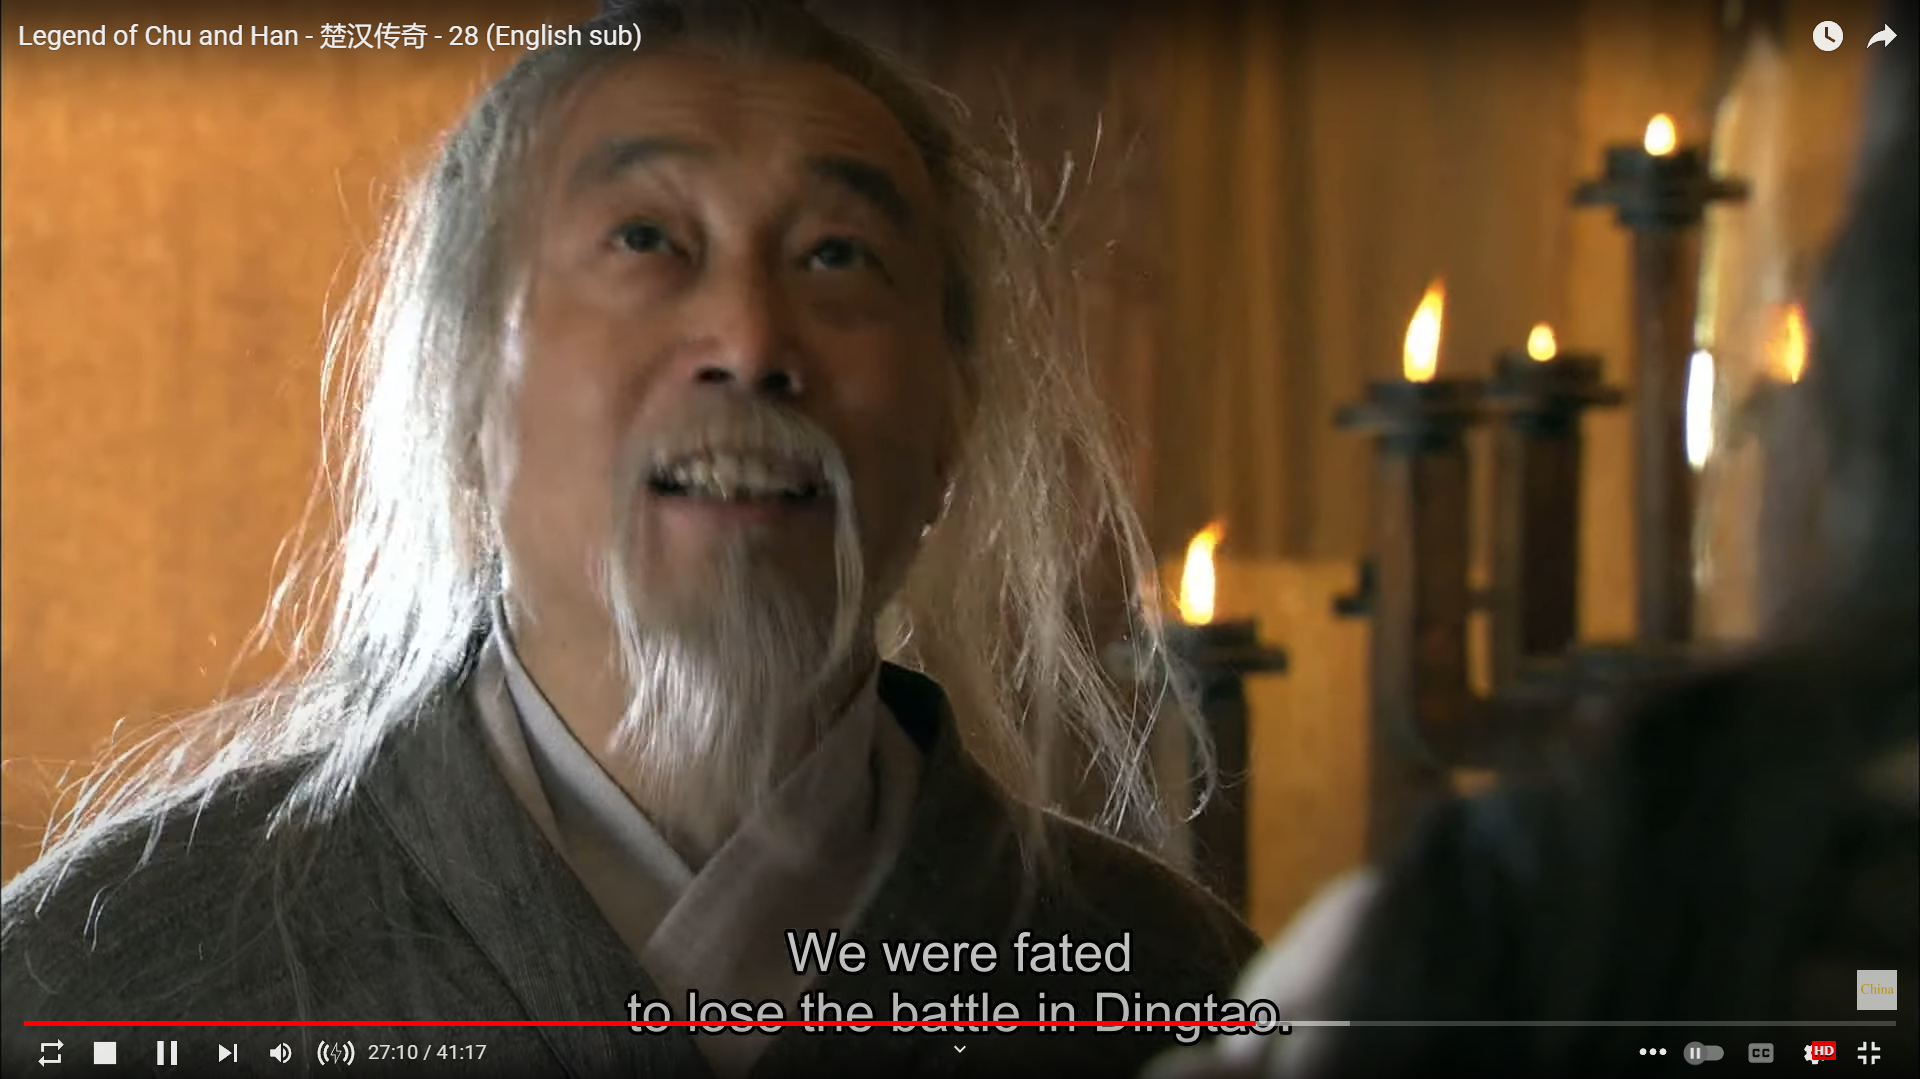 Legend of Chu and Han - 楚汉传奇 - 28 (English sub)
We were fated
to lose the battle in Dingtao.
China
27:10 / 41:17
CC
HD